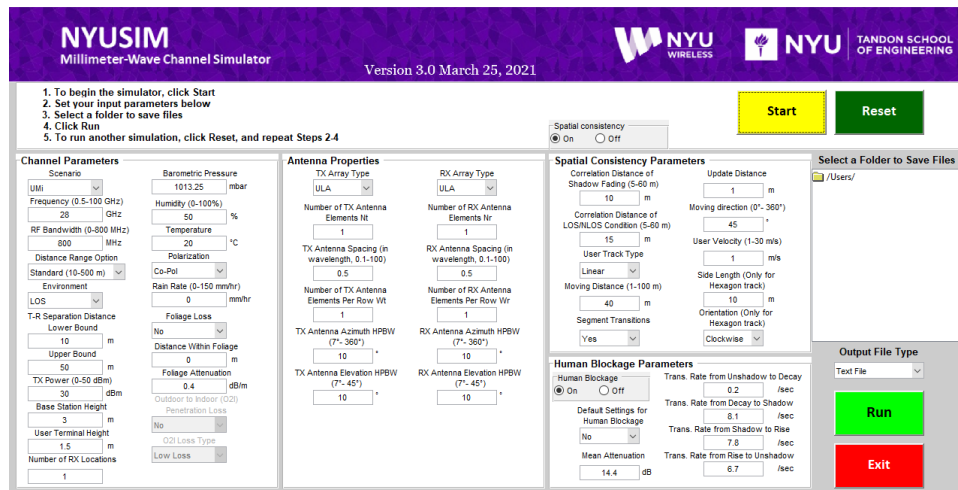 NYUSIM
Millimeter-Wave Channel Simulator
Version 3.0 March 25, 2021
NYU
WIRELESS
NYU
TANDON SCHOOL
OF ENGINEERING
1. To begin the simulator, click Start
2. Set your input parameters below
3. Select a folder to save files
4. Click Run
5. To run another simulation, click Reset, and repeat Steps 2-4
Spatial consistency
On Off
Start
Reset
Channel Parameters
Scenario
UMi
Frequency (0.5-100 GHz)
28 GHz
RF Bandwidth (0-800 MHz)
800 MHz
Distance Range Option
Standard (10-500 m)
Environment
LOS
T-R Separation Distance
Lower Bound
10 m
Upper Bound
50 m
TX Power (0-50 dBm)
30 dBm
Base Station Height
3 m
User Terminal Height
1.5 m
Number of RX Locations
1
Barometric Pressure
1013.25 mbar
Humidity (0-100%)
50 %
Temperature
20 °C
Polarization
Co-Pol
Rain Rate (0-150 mm/hr)
0 mm/hr
Foliage Loss
No
Distance Within Foliage
0 m
Foliage Attenuation
0.4 dB/m
Outdoor to Indoor (O2I)
Penetration Loss
No
O2I Loss Type
Low Loss
Antenna Properties
TX Array Type
ULA
Number of TX Antenna
Elements Nt
1
TX Antenna Spacing (in
wavelength, 0.1-100)
0.5
Number of TX Antenna
Elements Per Row Wt
1
TX Antenna Azimuth HPBW
(7°- 360°)
10 °
TX Antenna Elevation HPBW
(7°- 45°)
10 °
RX Array Type
ULA
Number of RX Antenna
Elements Nr
1
RX Antenna Spacing (in
wavelength, 0.1-100)
0.5
Number of RX Antenna
Elements Per Row Wr
1
RX Antenna Azimuth HPBW
(7°- 360°)
10 °
RX Antenna Elevation HPBW
(7°- 45°)
10 °
Spatial Consistency Parameters
Correlation Distance of
Shadow Fading (5-60 m)
10 m
Correlation Distance of
LOS/NLOS Condition (5-60 m)
15 m
User Track Type
Linear
Moving Distance (1-100 m)
40 m
Segment Transitions
Yes
Update Distance
1 m
Moving direction (0°- 360°)
45 °
User Velocity (1-30 m/s)
1 m/s
Side Length (Only for
Hexagon track)
10 m
Orientation (Only for
Hexagon track)
Clockwise
Human Blockage Parameters
Human Blockage
On Off
Default Settings for
Human Blockage
No
Mean Attenuation
14.4 dB
Trans. Rate from Unshadow to Decay
0.2 /sec
Trans. Rate from Decay to Shadow
8.1 /sec
Trans. Rate from Shadow to Rise
7.8 /sec
Trans. Rate from Rise to Unshadow
6.7 /sec
Select a Folder to Save Files
/Users/
Output File Type
Text File
Run
Exit